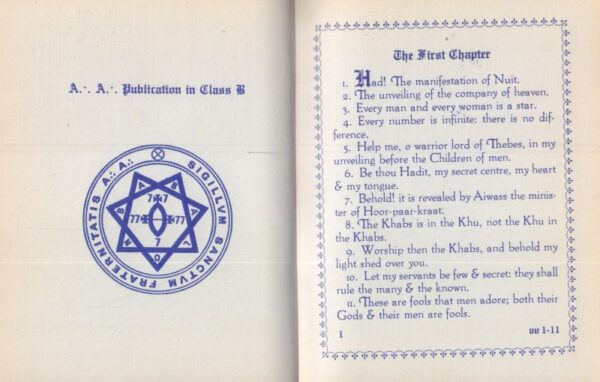 A∴ A∴ Publication in Class B
SIGILLVM SANCTVM FRATERNITATIS A∴ A∴
B A B A L O N
7 7
77 77
7
The First Chapter
1. Had! The manifestation of Nuit.
2. The unveiling of the company of heaven.
3. Every man and every woman is a star.
4. Every number is infinite: there is no dif-
ference.
5. Help me, o warrior lord of Thebes, in my
unveiling before the Children of men.
6. Be thou Hadit, my secret centre, my heart
& my tongue.
7. Behold! it is revealed by Aiwass the minis-
ter of Hoor-paar-kraat.
8. The Khabs is in the Khu, not the Khu in
the Khabs.
9. Worship then the Khabs, and behold my
light shed over you.
10. Let my servants be few & secret: they shall
rule the many & the known.
11. These are fools that men adore; both their
Gods & their men are fools.
1 vv 1-11